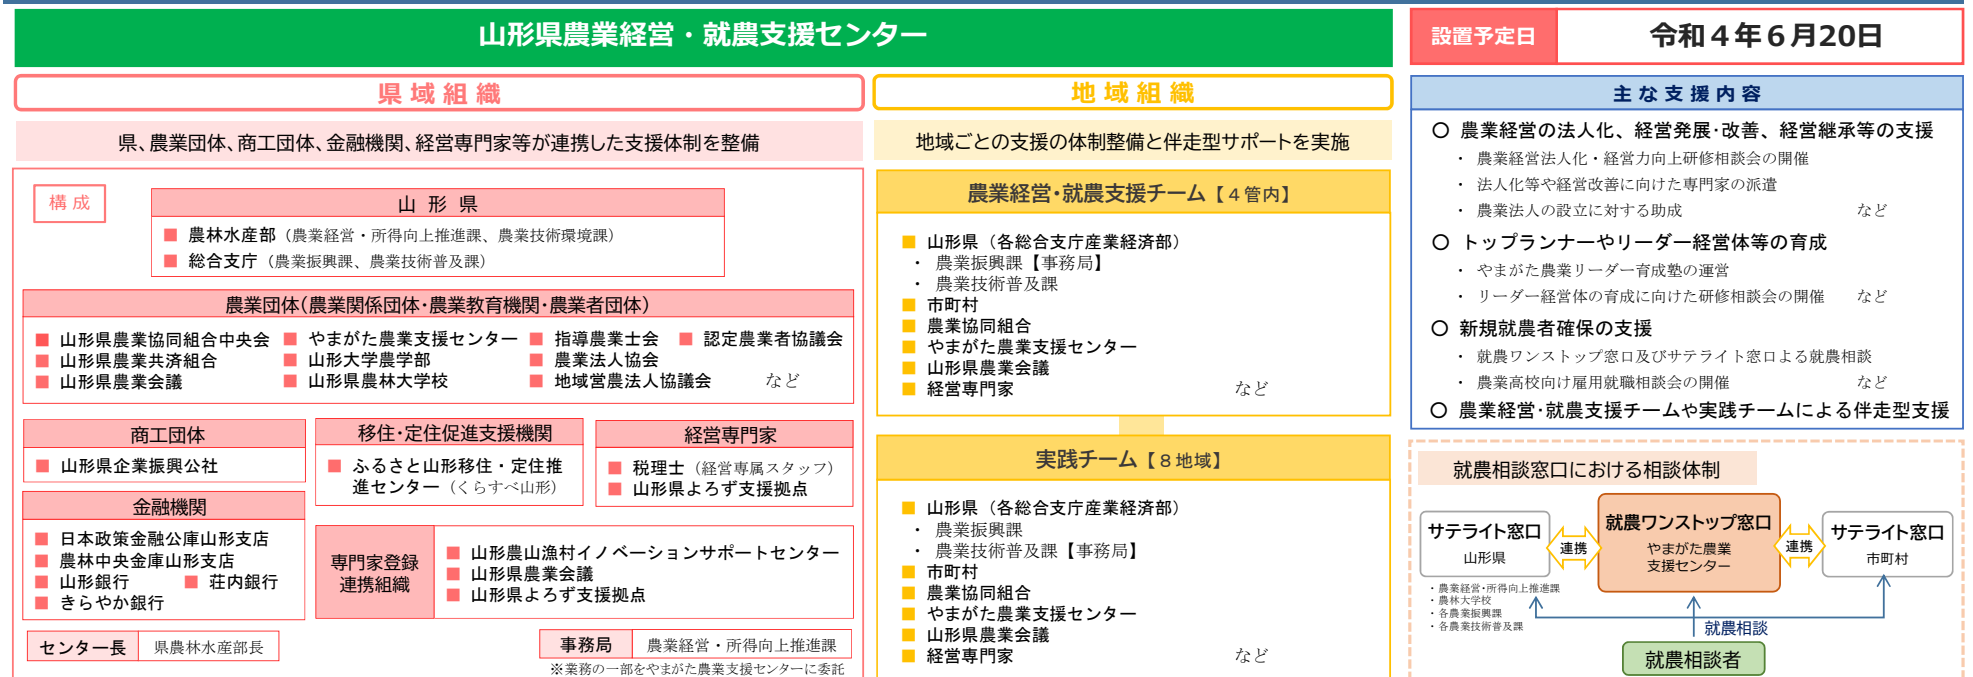 山形県農業経営・就農支援センター
設置予定日
令和４年６月20日
県域組織
県、農業団体、商工団体、金融機関、経営専門家等が連携した支援体制を整備
構成
山形県
■ 農林水産部（農業経営・所得向上推進課、農業技術環境課）
■ 総合支庁（農業振興課、農業技術普及課）
農業団体（農業関係団体・農業教育機関・農業者団体）
■ 山形県農業協同組合中央会 ■ やまがた農業支援センター ■ 指導農業士会 ■ 認定農業者協議会
■ 山形県農業共済組合 ■ 山形大学農学部 ■ 農業法人協会
■ 山形県農業会議 ■ 山形県農林大学校 ■ 地域営農法人協議会 など
商工団体
■ 山形県企業振興公社
移住・定住促進支援機関
■ ふるさと山形移住・定住推
進センター（くらすべ山形）
経営専門家
■ 税理士（経営専属スタッフ）
■ 山形県よろず支援拠点
金融機関
■ 日本政策金融公庫山形支店
■ 農林中央金庫山形支店
■ 山形銀行 ■ 荘内銀行
■ きらやか銀行
専門家登録
連携組織
■ 山形農山漁村イノベーションサポートセンター
■ 山形県農業会議
■ 山形県よろず支援拠点
センター長 県農林水産部長
事務局 農業経営・所得向上推進課
※業務の一部をやまがた農業支援センターに委託
地域組織
地域ごとの支援の体制整備と伴走型サポートを実施
農業経営・就農支援チーム【４管内】
■ 山形県（各総合支庁産業経済部）
・ 農業振興課【事務局】
・ 農業技術普及課
■ 市町村
■ 農業協同組合
■ やまがた農業支援センター
■ 山形県農業会議
■ 経営専門家 など
実践チーム【８地域】
■ 山形県（各総合支庁産業経済部）
・ 農業振興課
・ 農業技術普及課【事務局】
■ 市町村
■ 農業協同組合
■ やまがた農業支援センター
■ 山形県農業会議
■ 経営専門家 など
主な支援内容
○ 農業経営の法人化、経営発展・改善、経営継承等の支援
・ 農業経営法人化・経営力向上研修相談会の開催
・ 法人化等や経営改善に向けた専門家の派遣
・ 農業法人の設立に対する助成 など
○ トップランナーやリーダー経営体等の育成
・ やまがた農業リーダー育成塾の運営
・ リーダー経営体の育成に向けた研修相談会の開催 など
○ 新規就農者確保の支援
・ 就農ワンストップ窓口及びサテライト窓口による就農相談
・ 農業高校向け雇用就職相談会の開催 など
○ 農業経営・就農支援チームや実践チームによる伴走型支援
就農相談窓口における相談体制
サテライト窓口
山形県
連携
就農ワンストップ窓口
やまがた農業
支援センター
連携
サテライト窓口
市町村
・農業経営・所得向上推進課
・農林大学校
・各農業振興課
・各農業技術普及課
就農相談
就農相談者